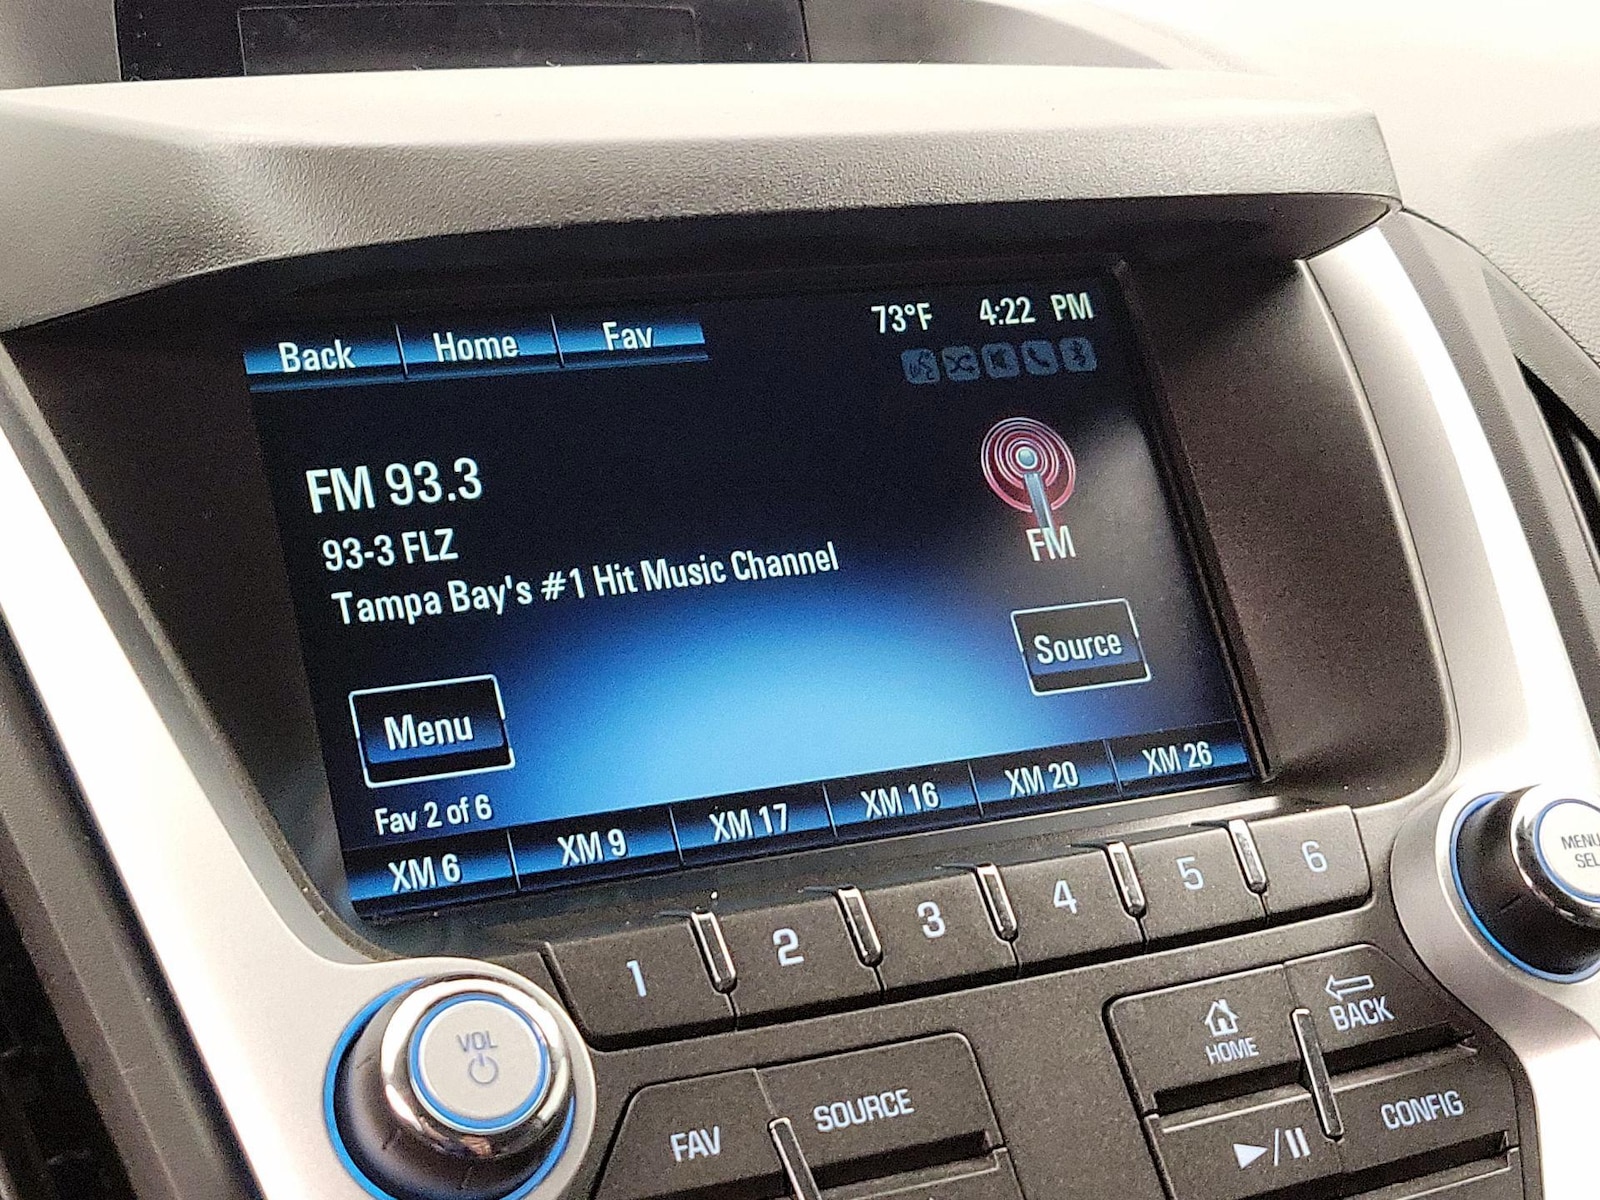 Back Home Fav 73°F 4:22 PM
FM 93.3
93-3 FLZ
Tampa Bay's #1 Hit Music Channel
FM
Source
Menu
Fav 2 of 6
XM 6 XM 9 XM 17 XM 16 XM 20 XM 26
1 2 3 4 5 6
VOL
MENU
SEL
HOME
BACK
FAV
SOURCE
CONFIG